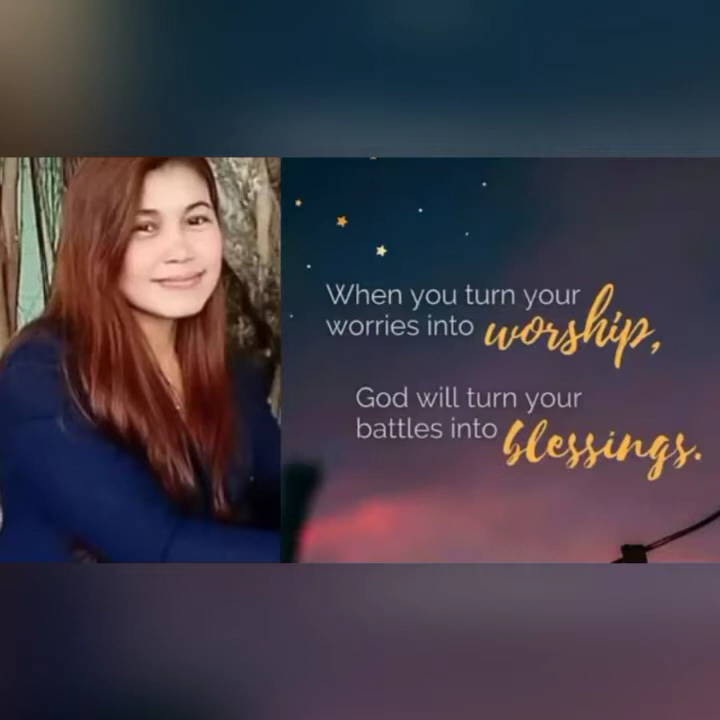 When you turn your
worries into worship,
God will turn your
battles into blessings.